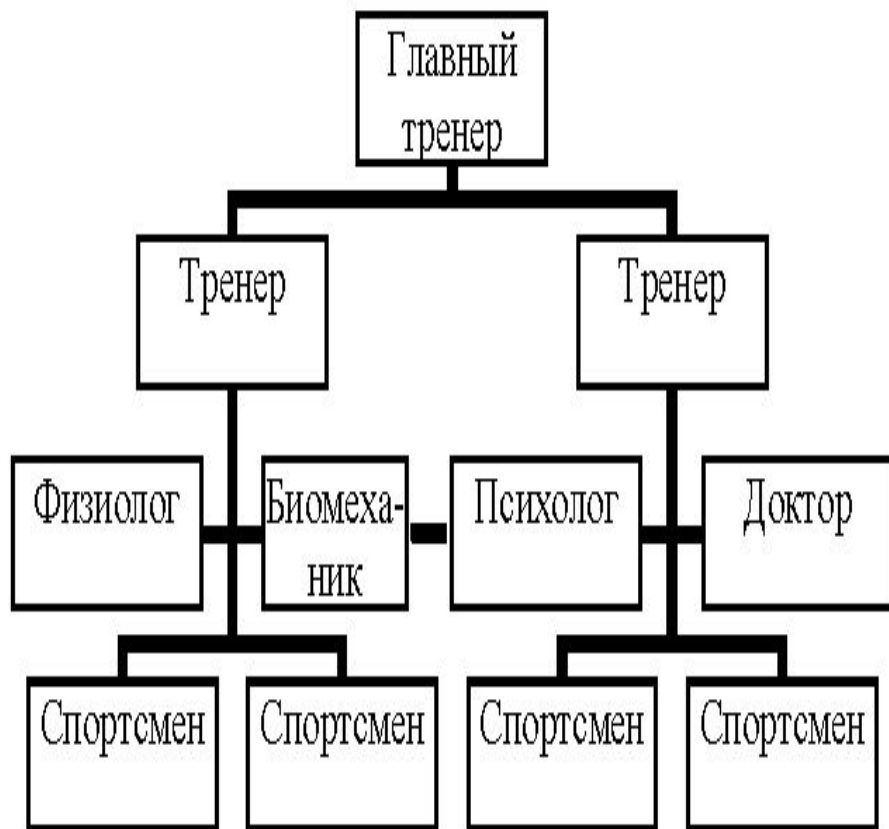 Главный
тренер
Тренер
Тренер
Физиолог
Биомеха-
ник
Психолог
Доктор
Спортсмен
Спортсмен
Спортсмен
Спортсмен